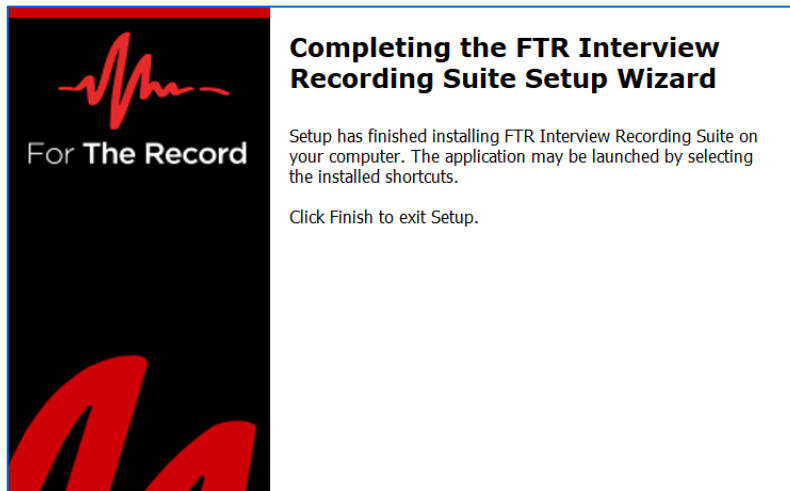 For The Record
Completing the FTR Interview
Recording Suite Setup Wizard
Setup has finished installing FTR Interview Recording Suite on
your computer. The application may be launched by selecting
the installed shortcuts.
Click Finish to exit Setup.